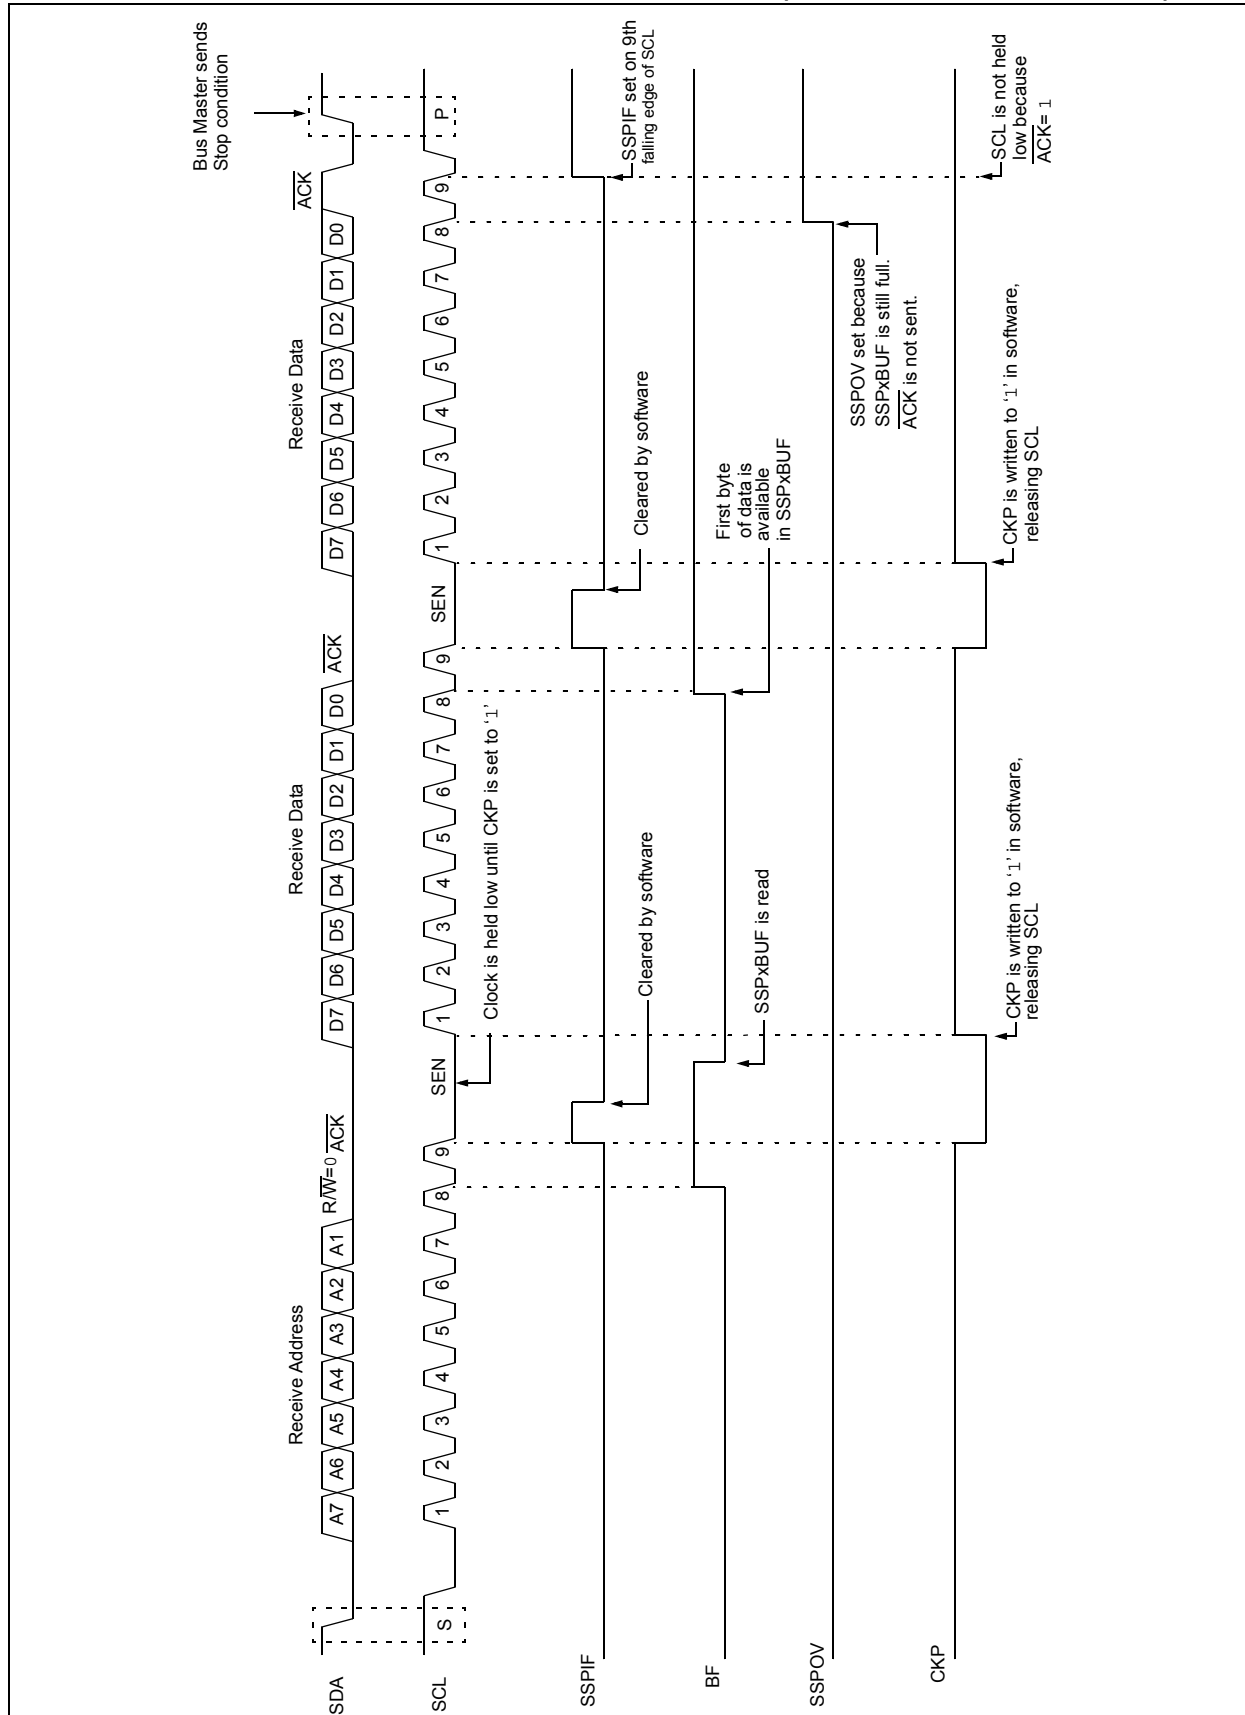 Bus Master sends
Stop condition
Receive Address
Receive Data
Receive Data
SDA
A7 A6 A5 A4 A3 A2 A1
R/W=0
ACK
D7 D6 D5 D4 D3 D2 D1 D0
ACK
D7 D6 D5 D4 D3 D2 D1 D0
ACK
SCL
S
1 2 3 4 5 6 7 8 9
SEN
1 2 3 4 5 6 7 8 9
SEN
1 2 3 4 5 6 7 8 9
P
Clock is held low until CKP is set to ‘1’
SSPIF
Cleared by software
Cleared by software
SSPIF set on 9th
falling edge of SCL
BF
SSPxBUF is read
First byte
of data is
available
in SSPxBUF
SSPOV
SSPOV set because
SSPxBUF is still full.
ACK is not sent.
CKP
CKP is written to ‘1’ in software,
releasing SCL
CKP is written to ‘1’ in software,
releasing SCL
SCL is not held
low because
ACK= 1